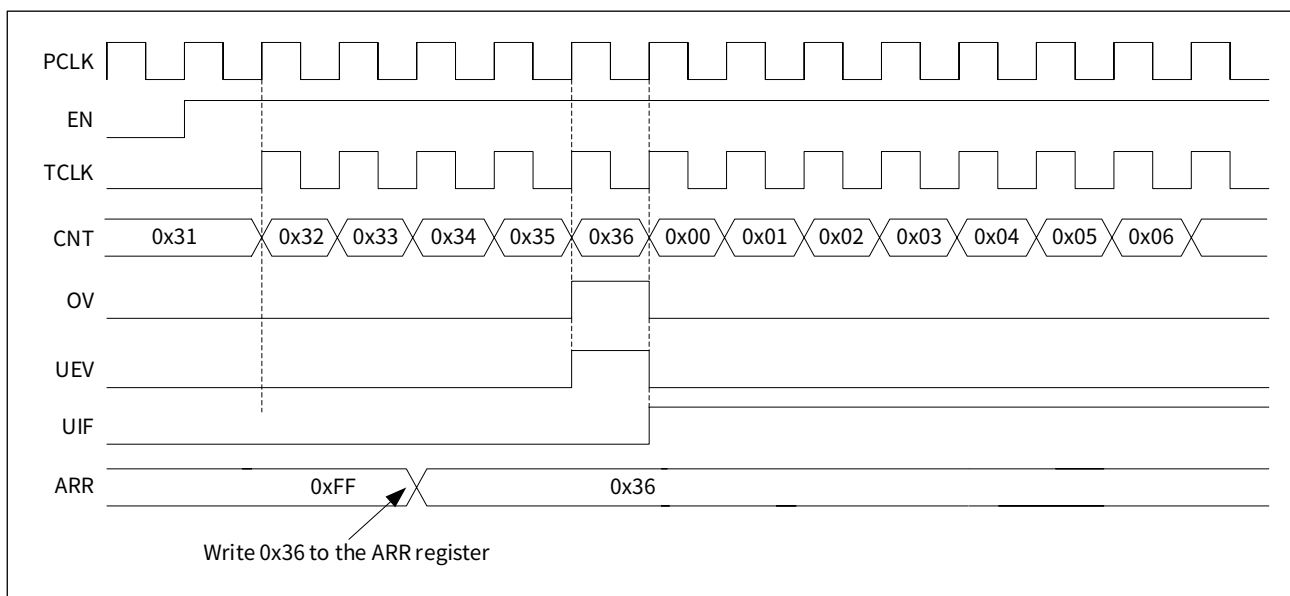 PCLK
EN
TCLK
CNT 0x31 0x32 0x33 0x34 0x35 0x36 0x00 0x01 0x02 0x03 0x04 0x05 0x06
OV
UEV
UIF
ARR 0xFF 0x36
Write 0x36 to the ARR register